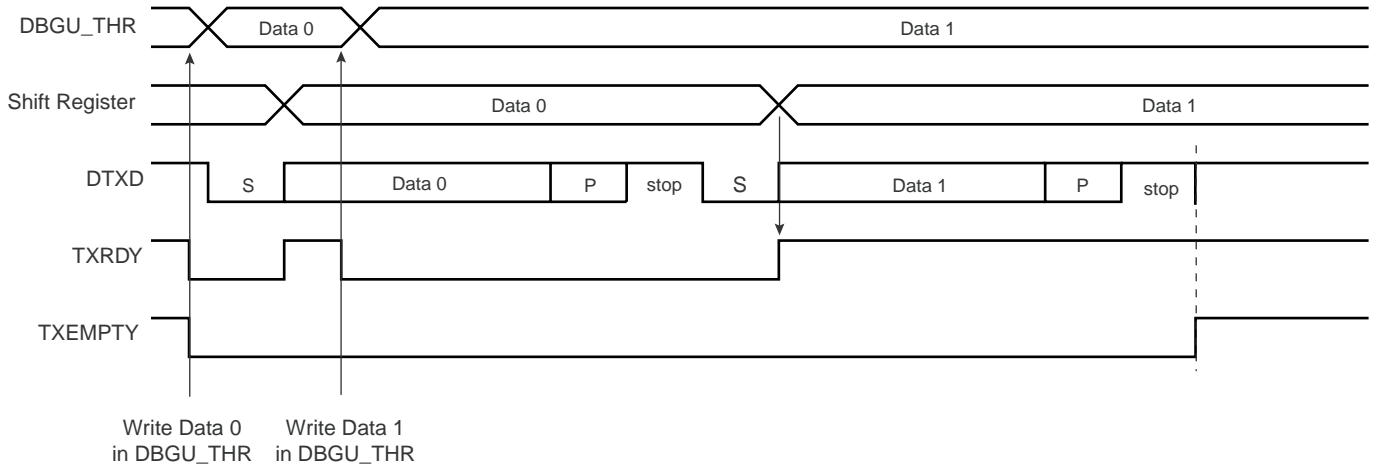 DBGU_THR Data 0 Data 1
Shift Register Data 0 Data 1
DTXD S Data 0 P stop S Data 1 P stop
TXRDY
TXEMPTY
Write Data 0 Write Data 1
in DBGU_THR in DBGU_THR